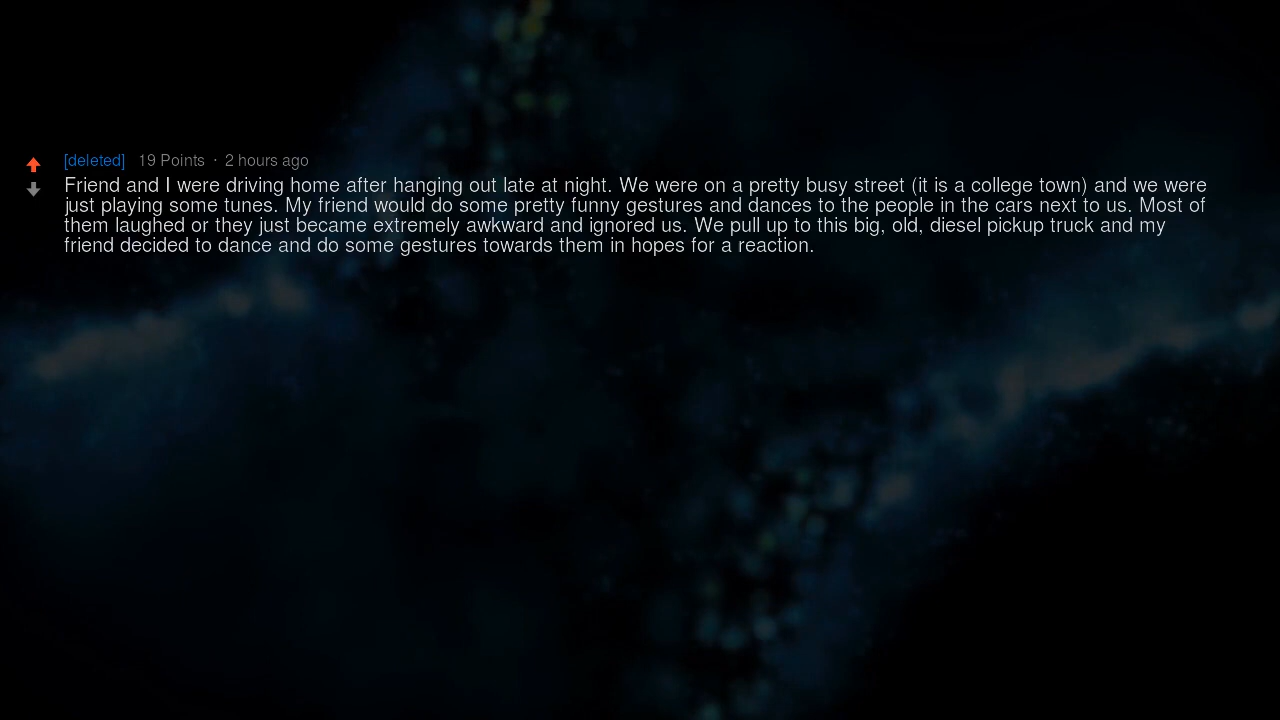 [deleted] 19 Points · 2 hours ago
Friend and I were driving home after hanging out late at night. We were on a pretty busy street (it is a college town) and we were
just playing some tunes. My friend would do some pretty funny gestures and dances to the people in the cars next to us. Most of
them laughed or they just became extremely awkward and ignored us. We pull up to this big, old, diesel pickup truck and my
friend decided to dance and do some gestures towards them in hopes for a reaction.